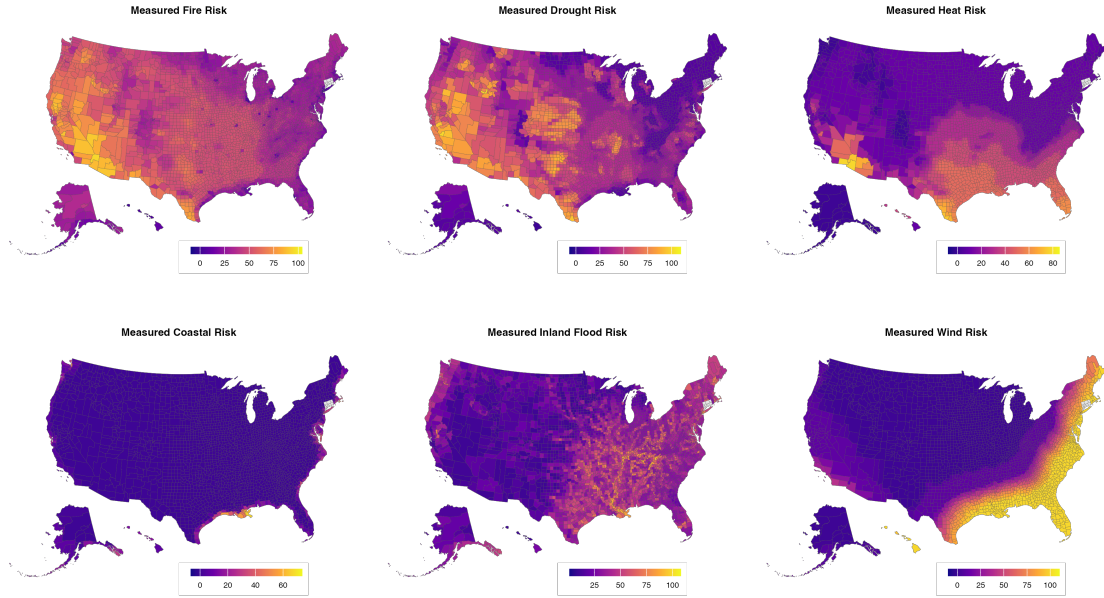 Measured Fire Risk
Measured Drought Risk
Measured Heat Risk
0 25 50 75 100
0 25 50 75 100
0 20 40 60 80
Measured Coastal Risk
Measured Inland Flood Risk
Measured Wind Risk
0 20 40 60
25 50 75 100
0 25 50 75 100